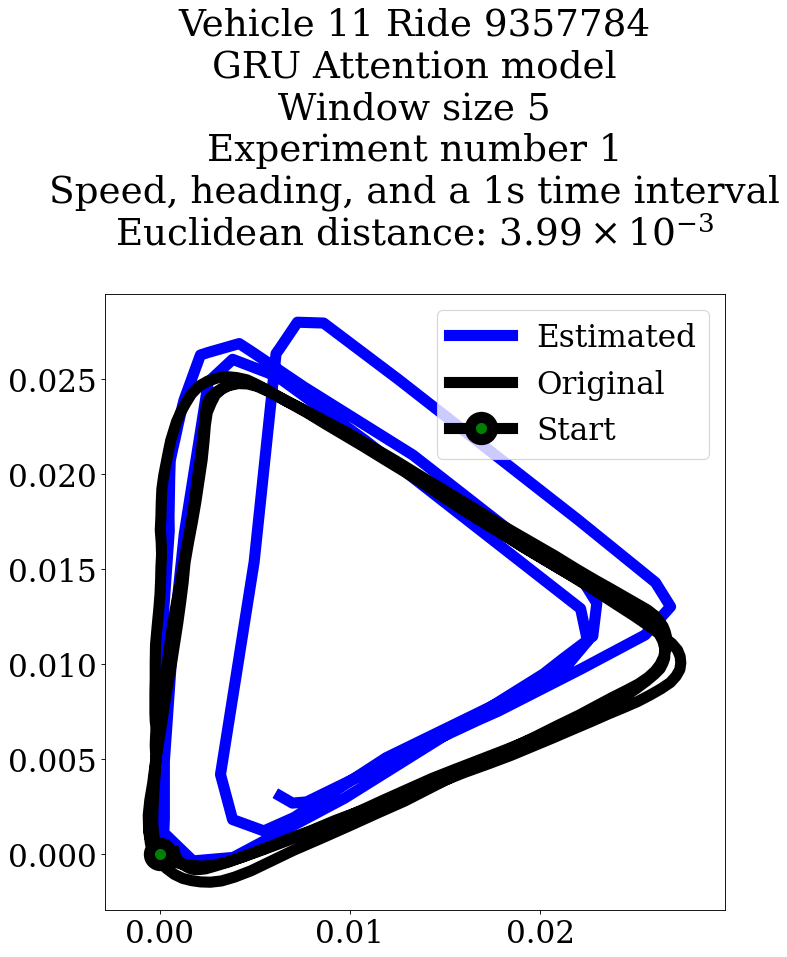 Vehicle 11 Ride 9357784
GRU Attention model
Window size 5
Experiment number 1
Speed, heading, and a 1s time interval
Euclidean distance: 3.99 × 10⁻³
Estimated
Original
Start
0.025
0.020
0.015
0.010
0.005
0.000
0.00 0.01 0.02